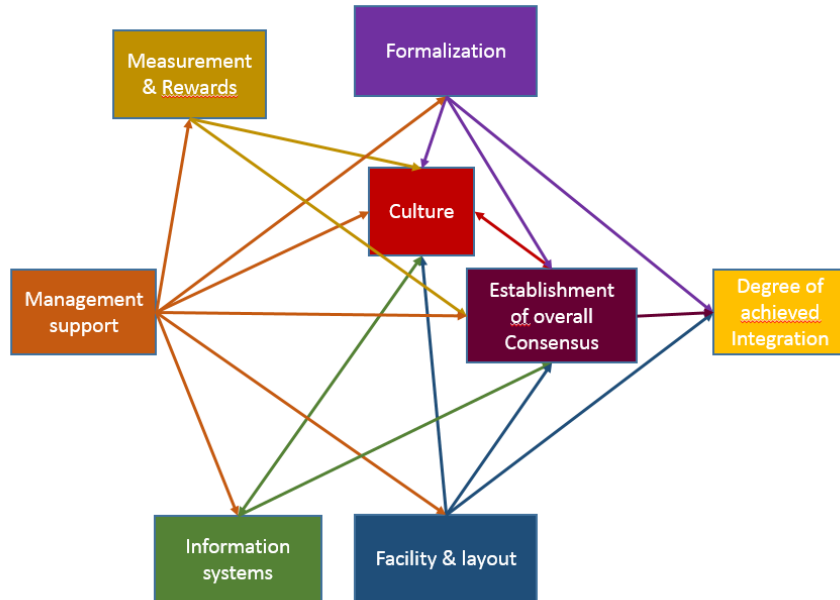 Measurement
& Rewards
Formalization
Culture
Management
support
Establishment
of overall
Consensus
Degree of
achieved
Integration
Information
systems
Facility & layout